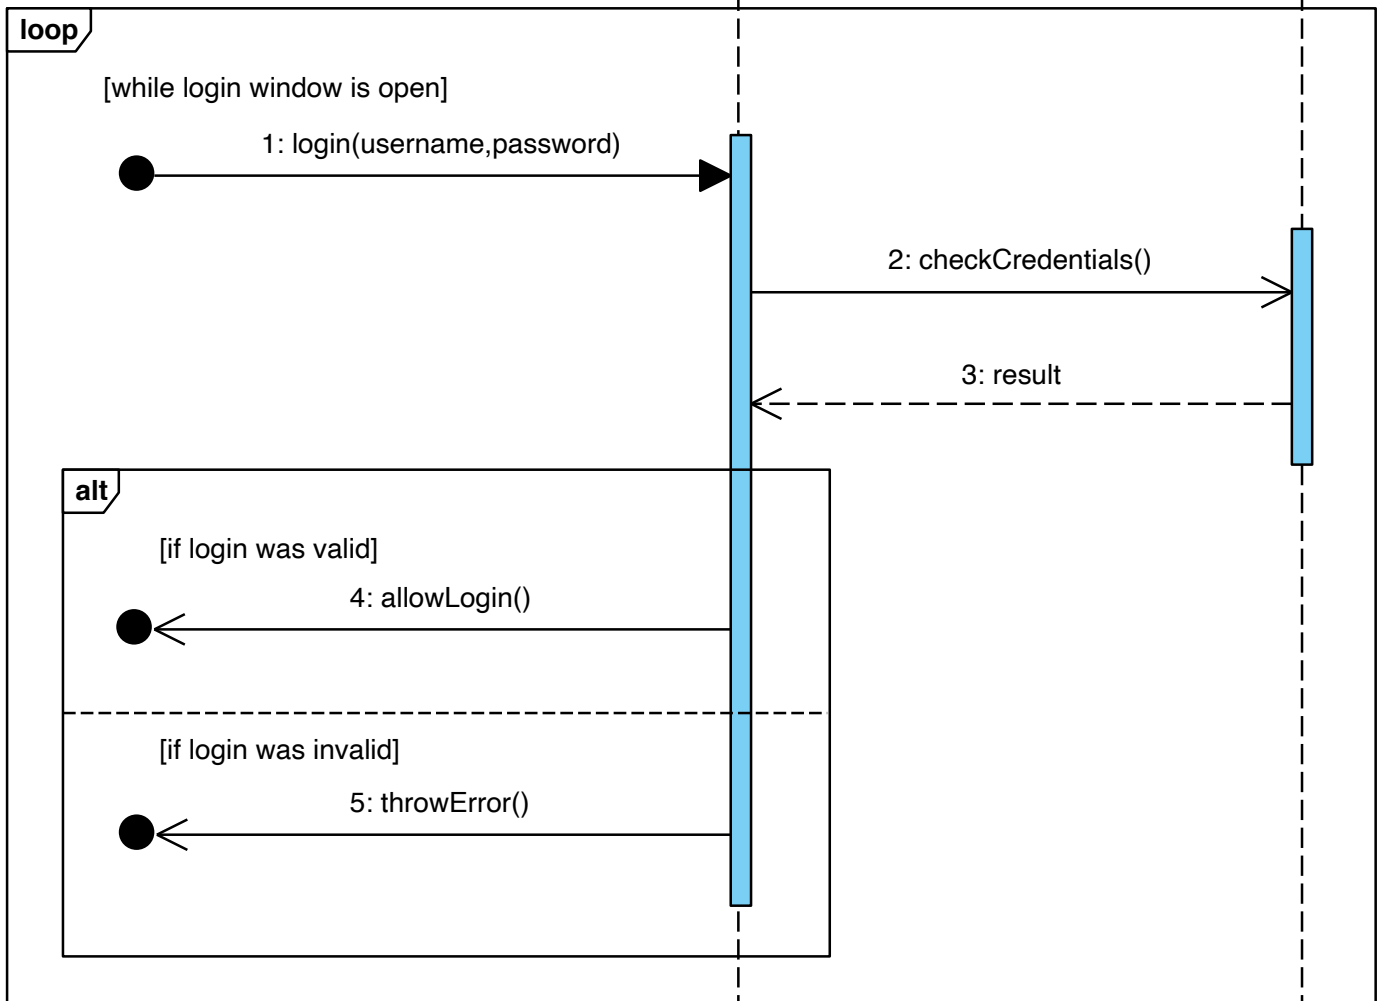 loop
[while login window is open]
1: login(username,password)
2: checkCredentials()
3: result
alt
[if login was valid]
4: allowLogin()
[if login was invalid]
5: throwError()